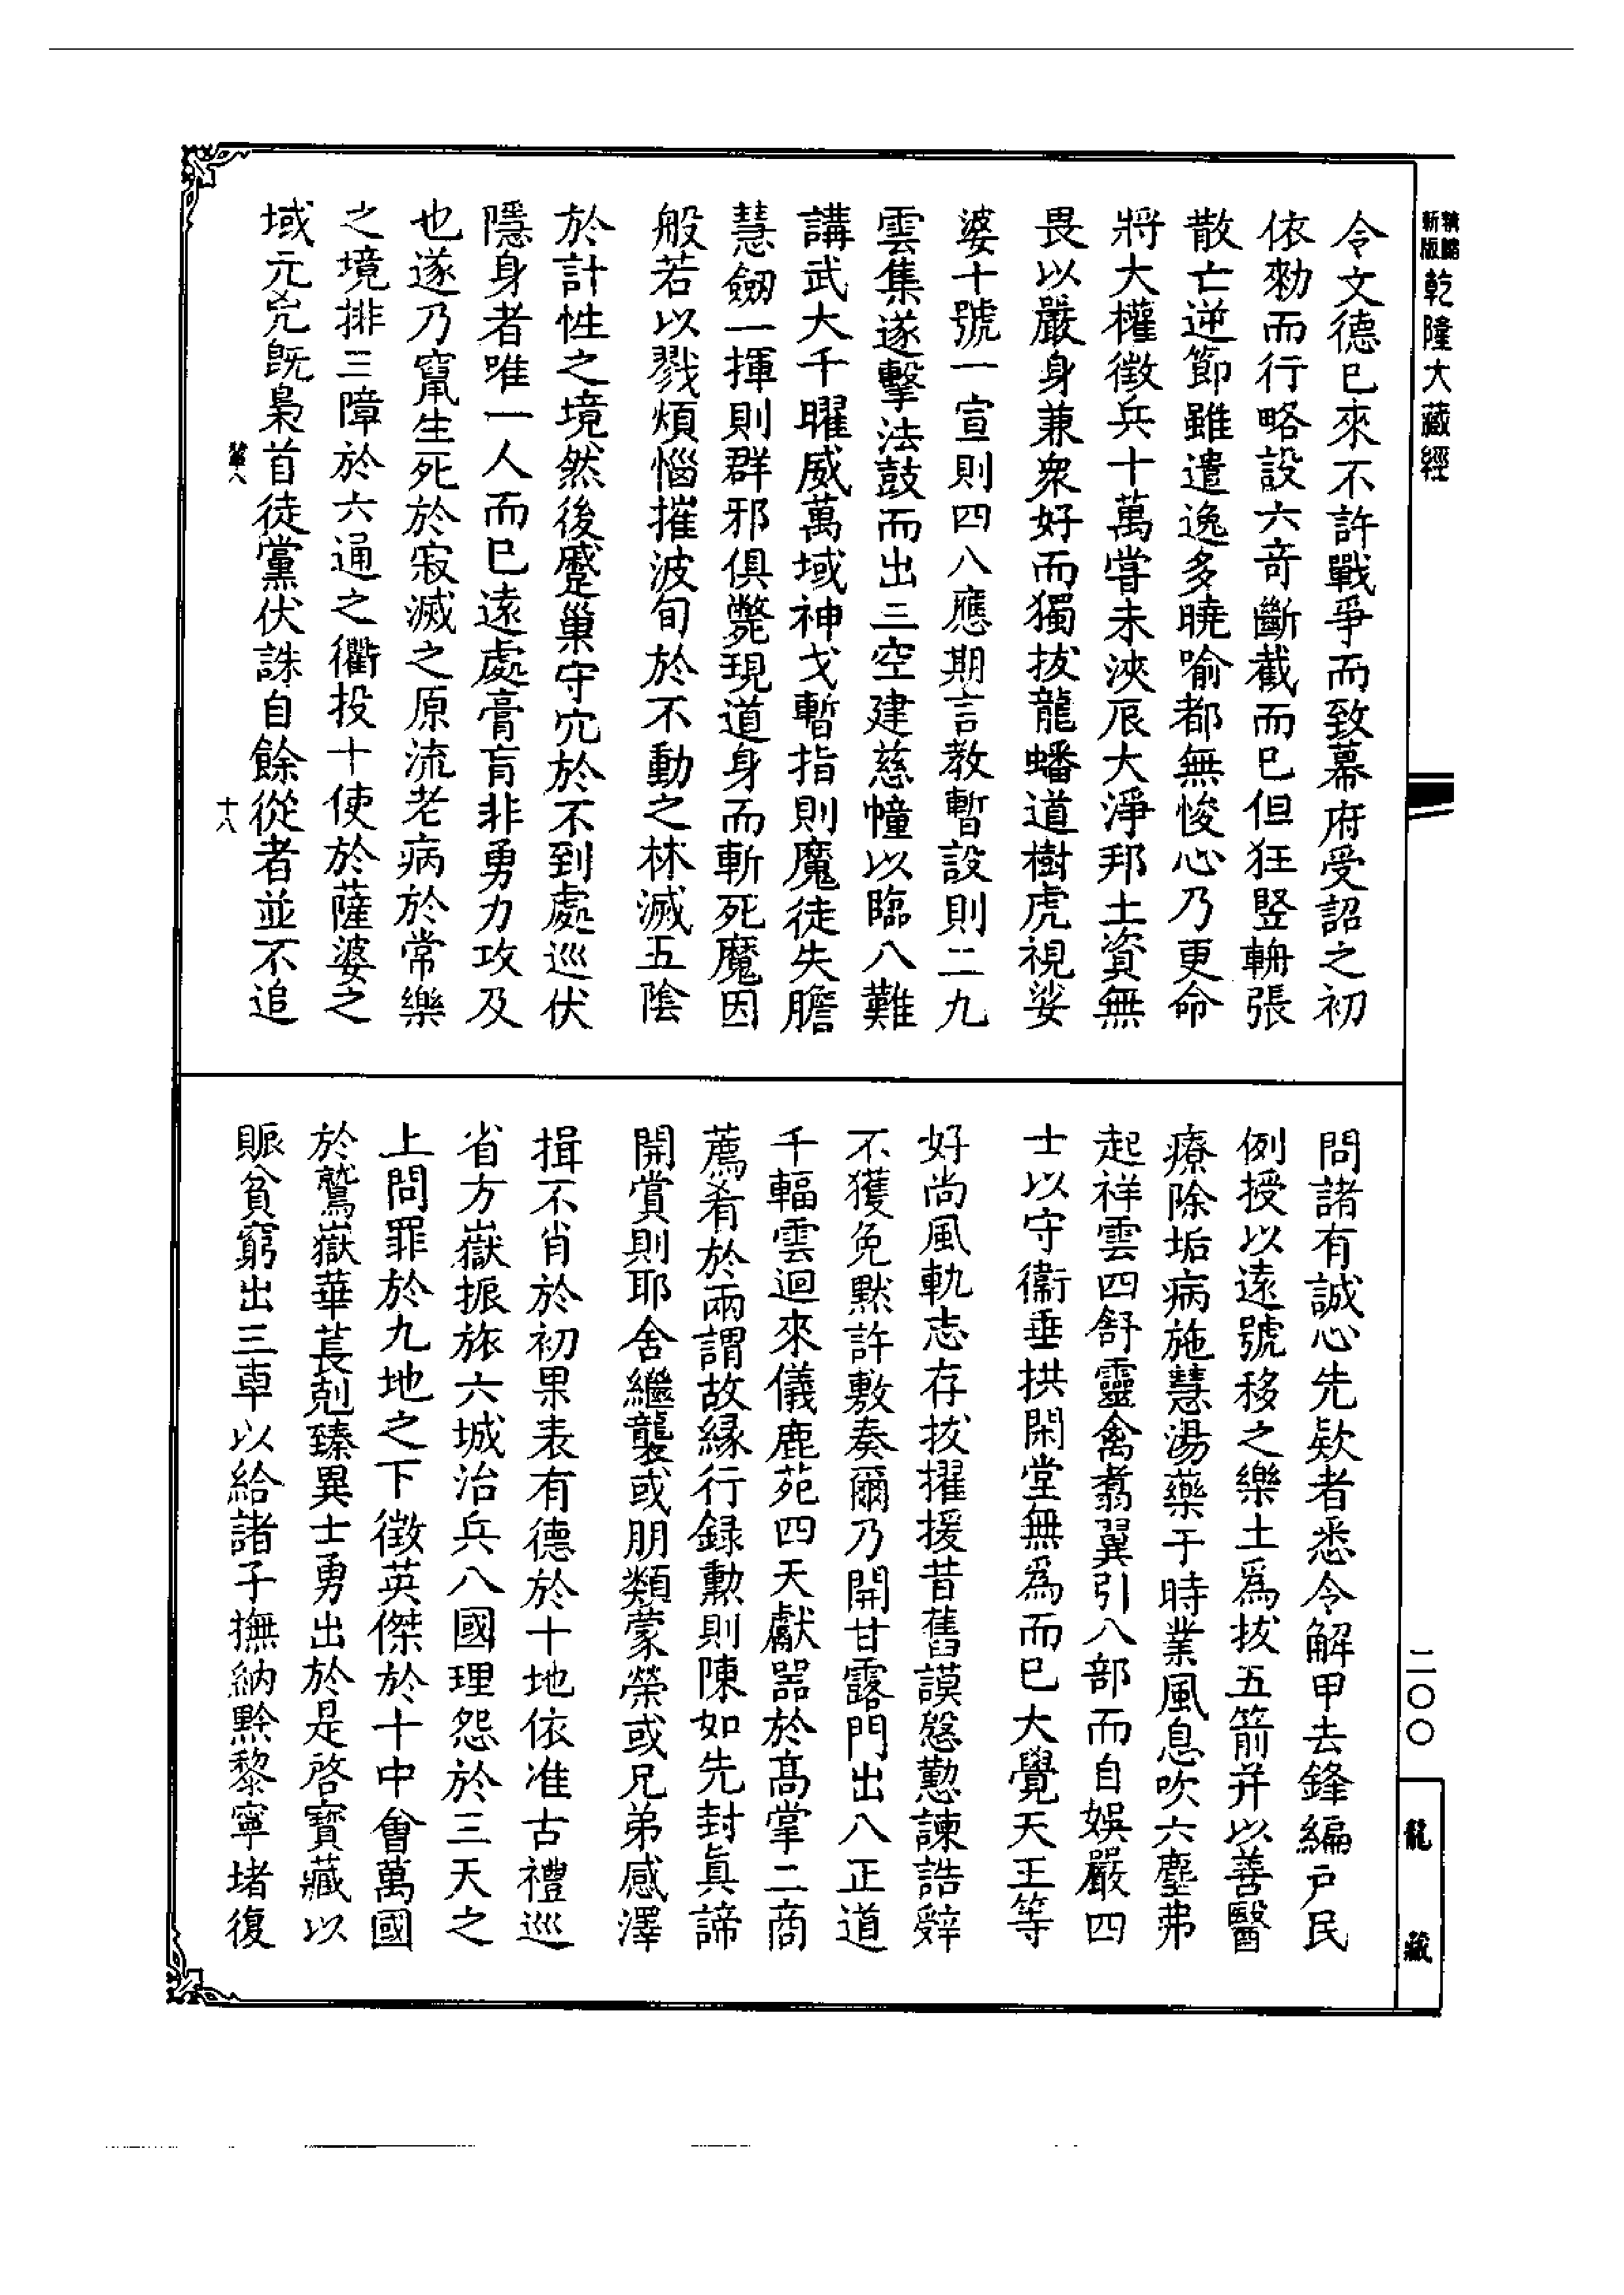 精縮
新版
乾隆大藏經
令文德已來不許戰爭而致幕府受詔之初
依勑而行略設六奇斷截而已但狂竪輈張
散亡逆節雖遣逸多曉喻都無悛心乃更命
將大權徵兵十萬嘗未浹辰大淨邦土資無
畏以嚴身兼衆好而獨拔龍蟠道樹虎視娑
婆十號一宣則四八應期言教暫設則二九
雲集遂擊法鼓而出三空建慈幢以臨八難
講武大千曜威萬域神戈暫指則魔徒失膽
慧劒一揮則群邪俱斃現道身而斬死魔因
般若以戮煩惱摧波旬於不動之林滅五陰
於計性之境然後蹙巢守穴於不到處巡伏
隱身者唯一人而已遠處膏肓非勇力攻及
也遂乃竄生死於寂滅之原流老病於常樂
之境排三障於六通之衢投十使於薩婆之
域元兇旣梟首徒黨伏誅自餘從者並不追
十八
問諸有誠心先欵者悉令解甲去鋒編戶民
例授以遠號移之樂土爲拔五箭并以善醫
療除垢病施慧湯藥于時業風息吹六塵弗
起祥雲四舒靈禽翥翼引八部而自娛嚴四
士以守衞垂拱閑堂無爲而已大覺天王等
好尚風軌志存拔擢援昔舊謨慇懃諫誥辤
不獲免默許敷奏爾乃開甘露門出八正道
千輻雲迴來儀鹿苑四天獻器於高掌二商
薦肴於兩謂故緣行錄勲則陳如先封眞諦
開賞則耶舍繼襲或朋類蒙榮或兄弟感澤
揖不肖於初果表有德於十地依准古禮巡
省方嶽振旅六城治兵八國理怨於三天之
上問罪於九地之下徵英傑於十中會萬國
於鷲嶽華萇剋臻異士勇出於是啓寶藏以
賑貧窮出三車以給諸子撫納黔黎寧堵復
二〇〇
龍藏